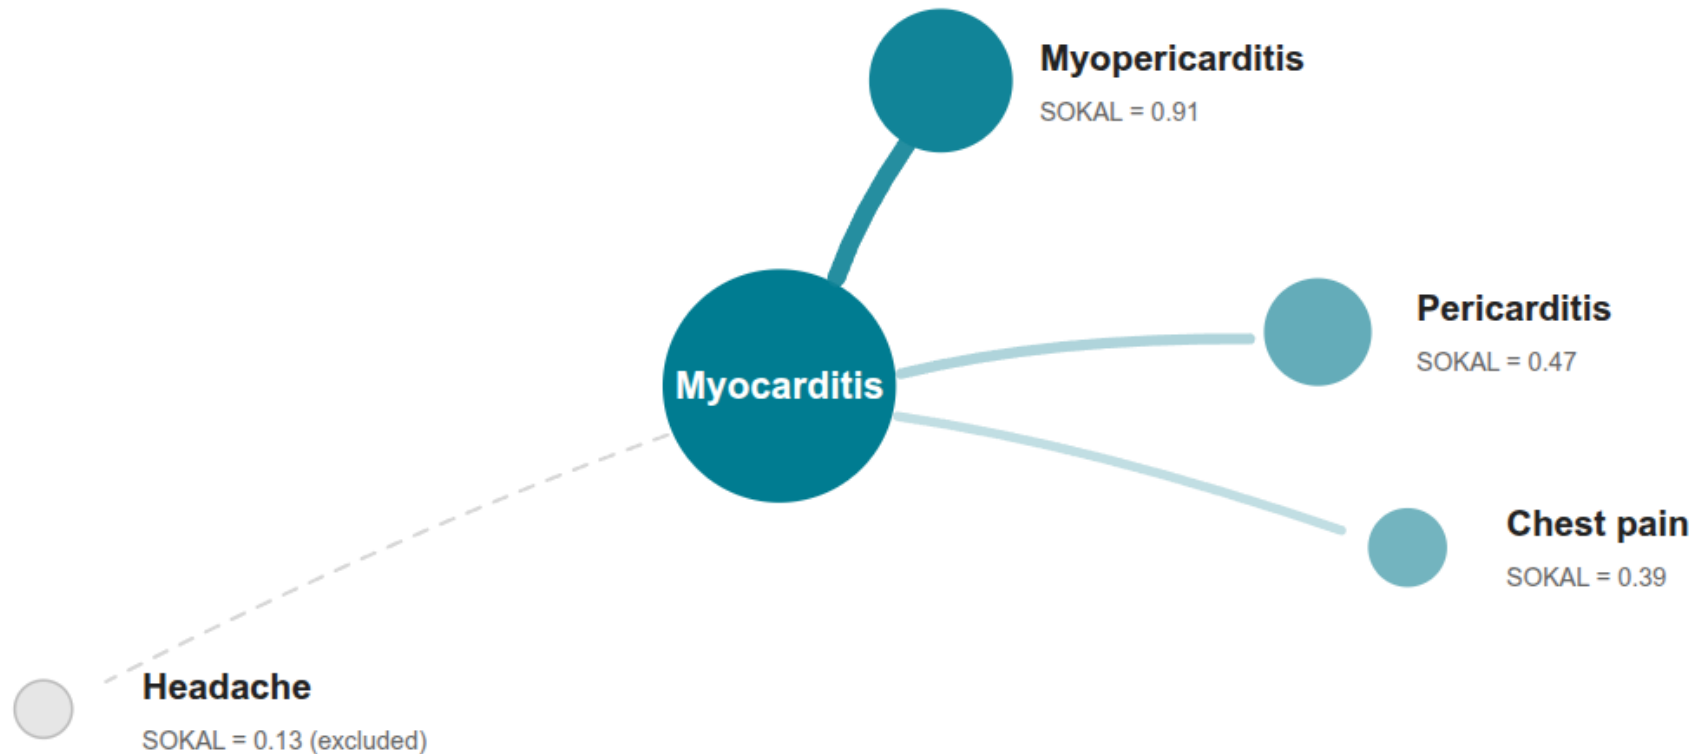 Myopericarditis
SOKAL = 0.91
Pericarditis
SOKAL = 0.47
Myocarditis
Chest pain
SOKAL = 0.39
Headache
SOKAL = 0.13 (excluded)